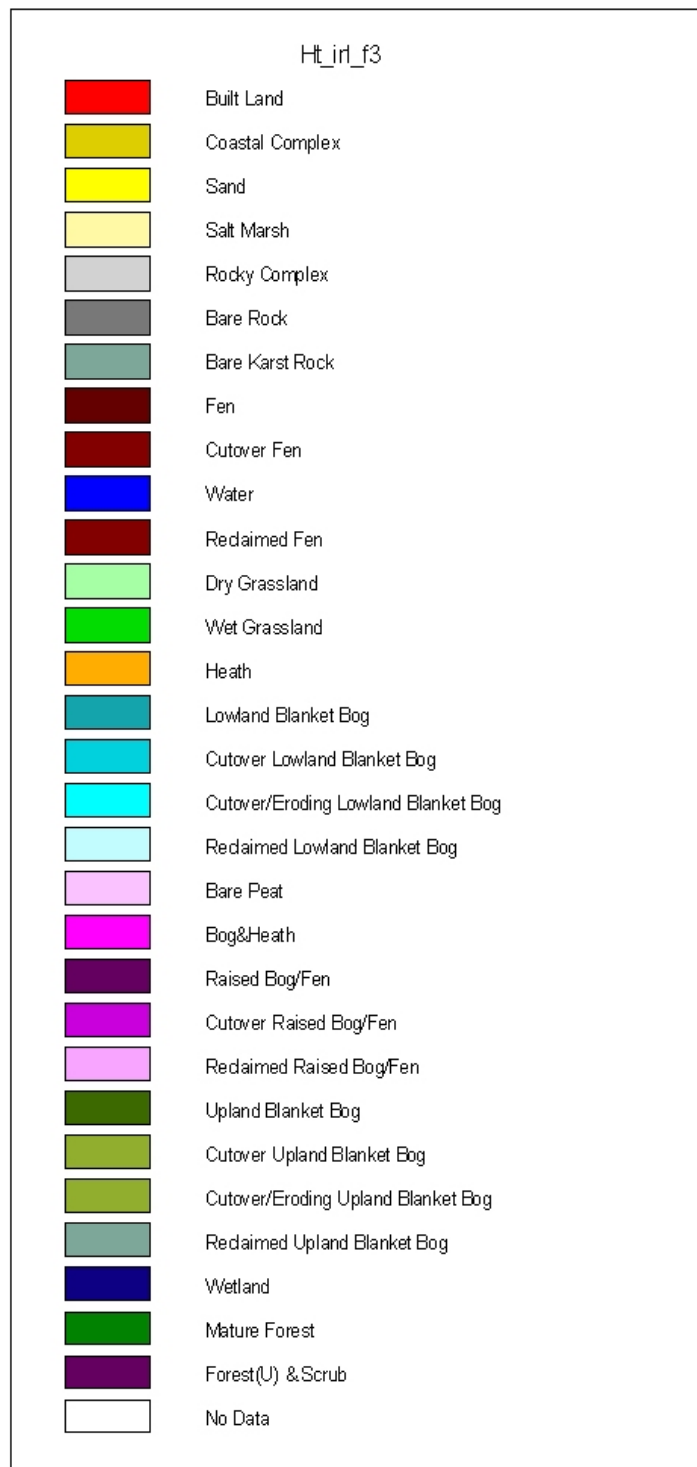 Ht_irl_f3
Built Land
Coastal Complex
Sand
Salt Marsh
Rocky Complex
Bare Rock
Bare Karst Rock
Fen
Cutover Fen
Water
Reclaimed Fen
Dry Grassland
Wet Grassland
Heath
Lowland Blanket Bog
Cutover Lowland Blanket Bog
Cutover/Eroding Lowland Blanket Bog
Reclaimed Lowland Blanket Bog
Bare Peat
Bog&Heath
Raised Bog/Fen
Cutover Raised Bog/Fen
Reclaimed Raised Bog/Fen
Upland Blanket Bog
Cutover Upland Blanket Bog
Cutover/Eroding Upland Blanket Bog
Reclaimed Upland Blanket Bog
Wetland
Mature Forest
Forest(U) & Scrub
No Data